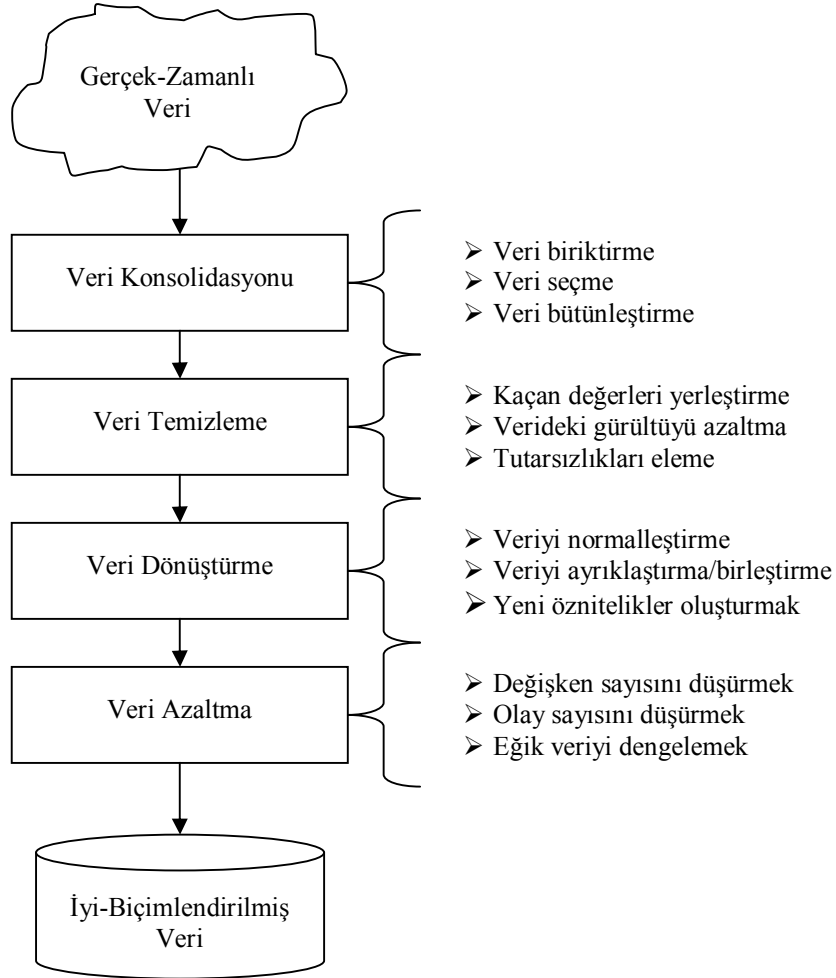 Gerçek-Zamanlı
Veri
Veri Konsolidasyonu
➢ Veri biriktirme
➢ Veri seçme
➢ Veri bütünleştirme
Veri Temizleme
➢ Kaçan değerleri yerleştirme
➢ Verideki gürültüyü azaltma
➢ Tutarsızlıkları eleme
Veri Dönüştürme
➢ Veriyi normalleştirme
➢ Veriyi ayrıklaştırma/birleştirme
➢ Yeni öznitelikler oluşturmak
Veri Azaltma
➢ Değişken sayısını düşürmek
➢ Olay sayısını düşürmek
➢ Eğik veriyi dengelemek
İyi-Biçimlendirilmiş
Veri